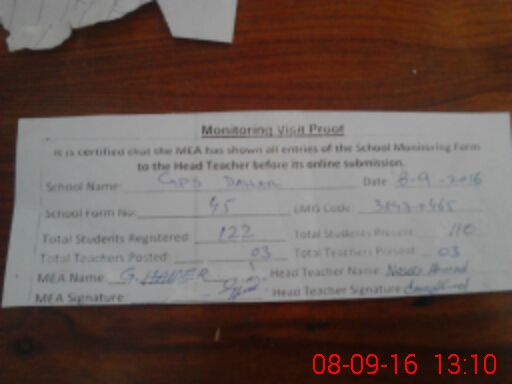 Monitoring Visit Proof
It is certified that the MEA has shown all entries of the School Monitoring Form
to the Head Teacher before its online submission.
School Name: GPS Date 8-9-2016
School Form No: 45 EMIS Code:
Total Students Registered: 122 Total Students Present 110
Total Teachers Posted: 03 Total Teachers Present 03
MEA Name: G. HAIDER Head Teacher Name
MEA Signature Head Teacher Signature
08-09-16 13:10